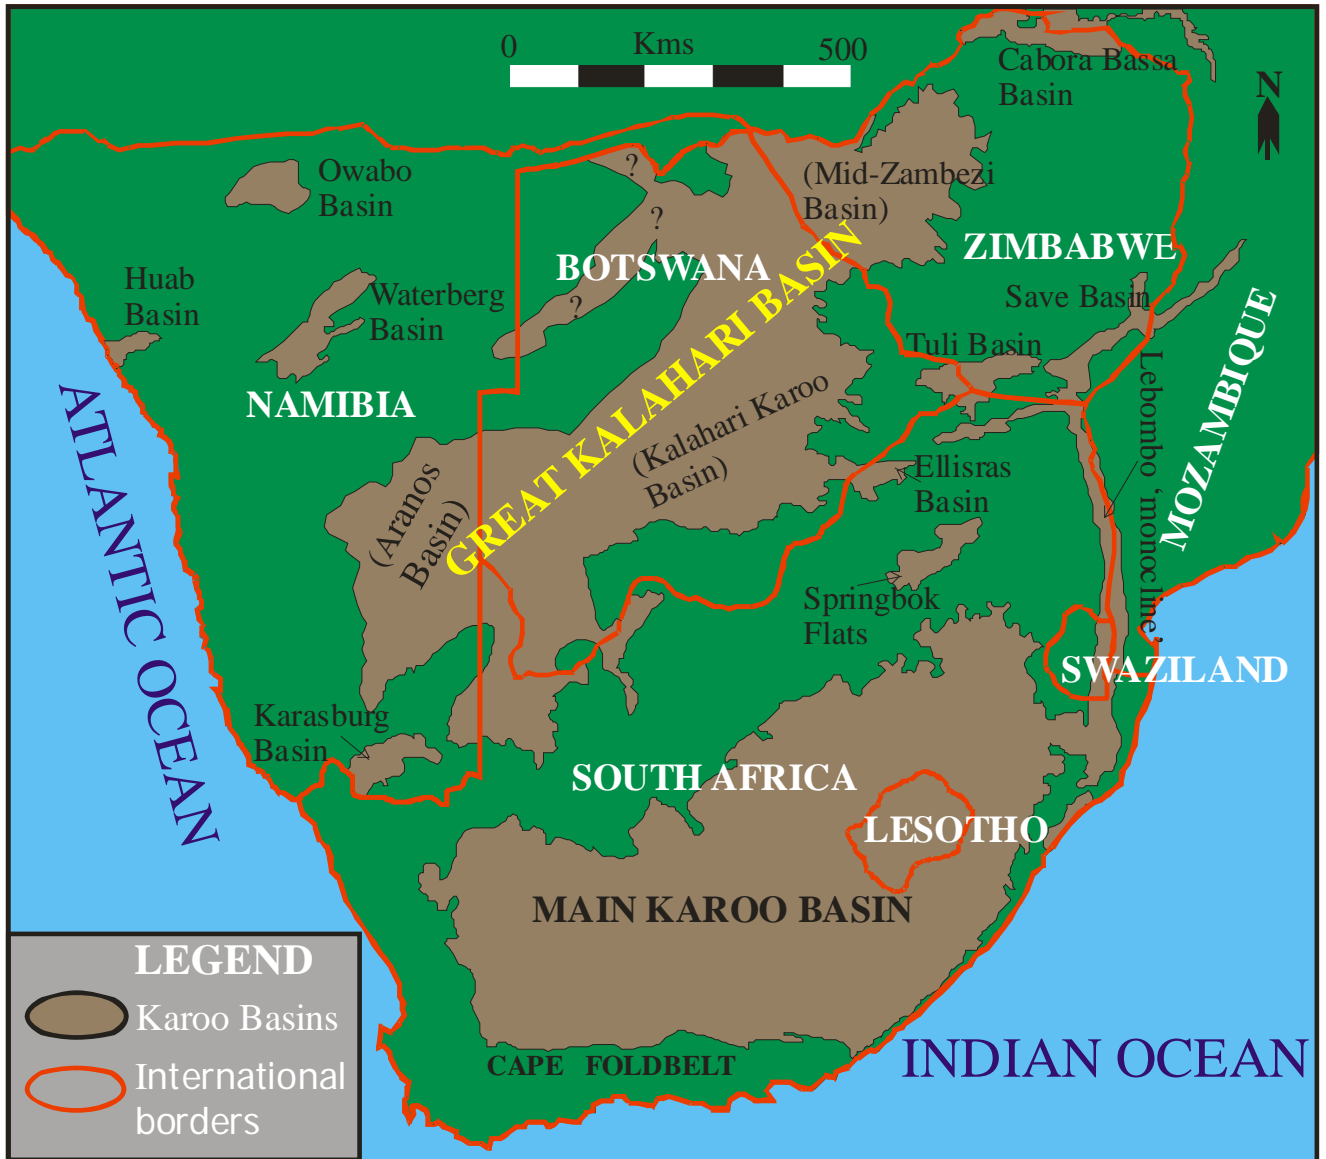 0 Kms 500
Cabora Bassa
Basin
N
Owabo
Basin
?
(Mid-Zambezi
Basin)
?
ZIMBABWE
BOTSWANA
Huab
Basin
Waterberg
Basin
?
Save Basin
Tuli Basin
GREAT KALAHARI BASIN
NAMIBIA
MOZAMBIQUE
Lebombo ‘monocline’
(Kalahari Karoo
Basin)
ATLANTIC OCEAN
(Aranos
Basin)
Ellisras
Basin
Springbok
Flats
SWAZILAND
Karasburg
Basin
SOUTH AFRICA
LESOTHO
MAIN KAROO BASIN
LEGEND
Karoo Basins
International
borders
CAPE FOLDBELT
INDIAN OCEAN